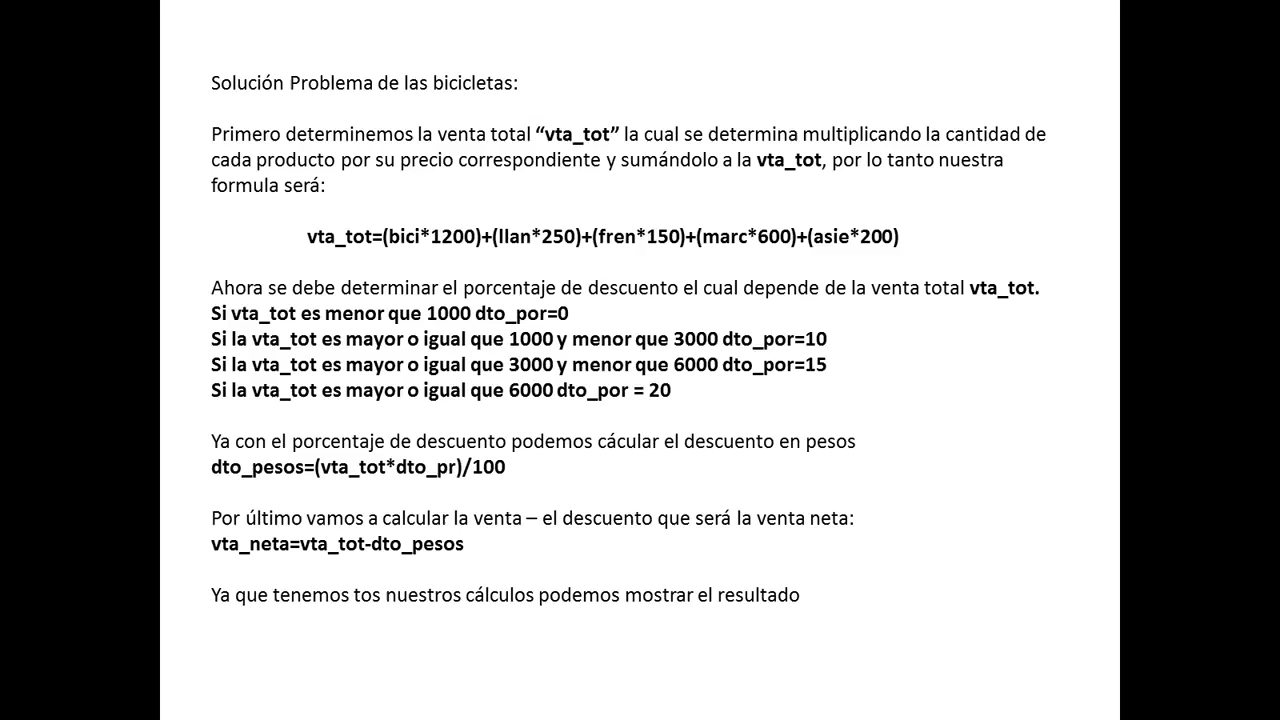 Solución Problema de las bicicletas:
Primero determinemos la venta total “vta_tot” la cual se determina multiplicando la cantidad de
cada producto por su precio correspondiente y sumándolo a la vta_tot, por lo tanto nuestra
formula será:
vta_tot=(bici*1200)+(llan*250)+(fren*150)+(marc*600)+(asie*200)
Ahora se debe determinar el porcentaje de descuento el cual depende de la venta total vta_tot.
Si vta_tot es menor que 1000 dto_por=0
Si la vta_tot es mayor o igual que 1000 y menor que 3000 dto_por=10
Si la vta_tot es mayor o igual que 3000 y menor que 6000 dto_por=15
Si la vta_tot es mayor o igual que 6000 dto_por = 20
Ya con el porcentaje de descuento podemos cácular el descuento en pesos
dto_pesos=(vta_tot*dto_pr)/100
Por último vamos a calcular la venta – el descuento que será la venta neta:
vta_neta=vta_tot-dto_pesos
Ya que tenemos tos nuestros cálculos podemos mostrar el resultado